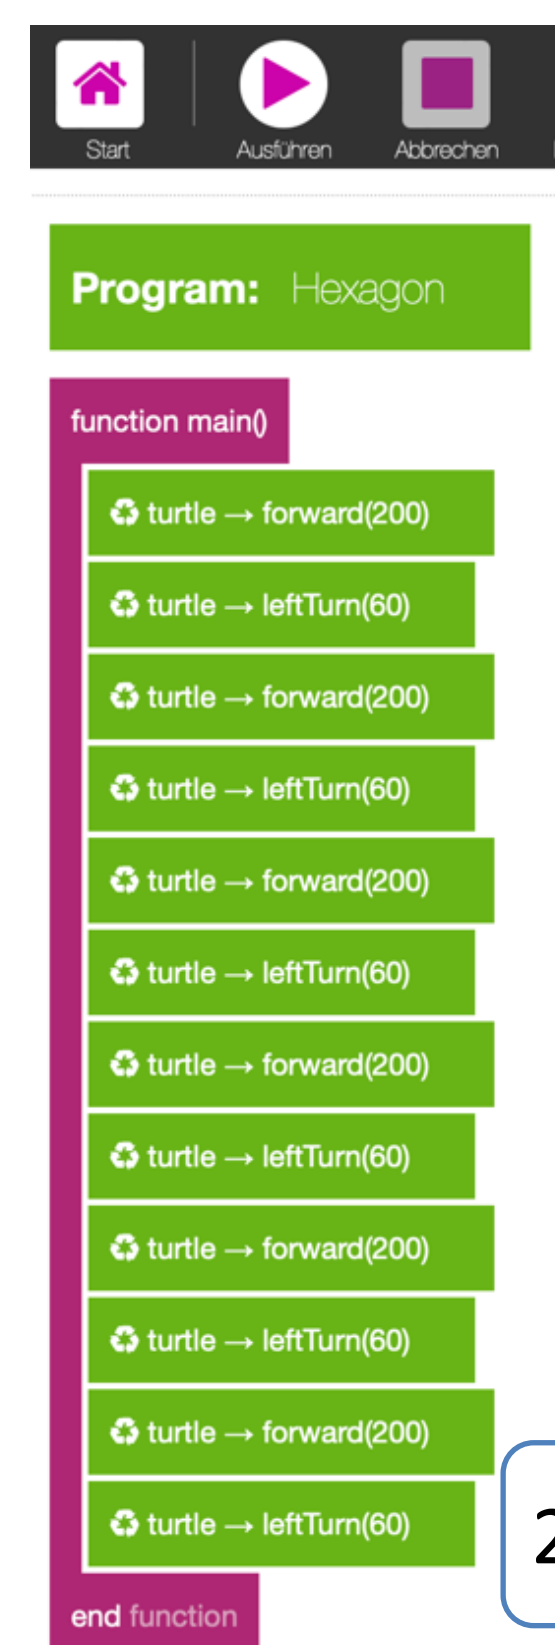 Start Ausführen Abbrechen
Program: Hexagon
function main()
turtle → forward(200)
turtle → leftTurn(60)
turtle → forward(200)
turtle → leftTurn(60)
turtle → forward(200)
turtle → leftTurn(60)
turtle → forward(200)
turtle → leftTurn(60)
turtle → forward(200)
turtle → leftTurn(60)
turtle → forward(200)
turtle → leftTurn(60)
2
end function